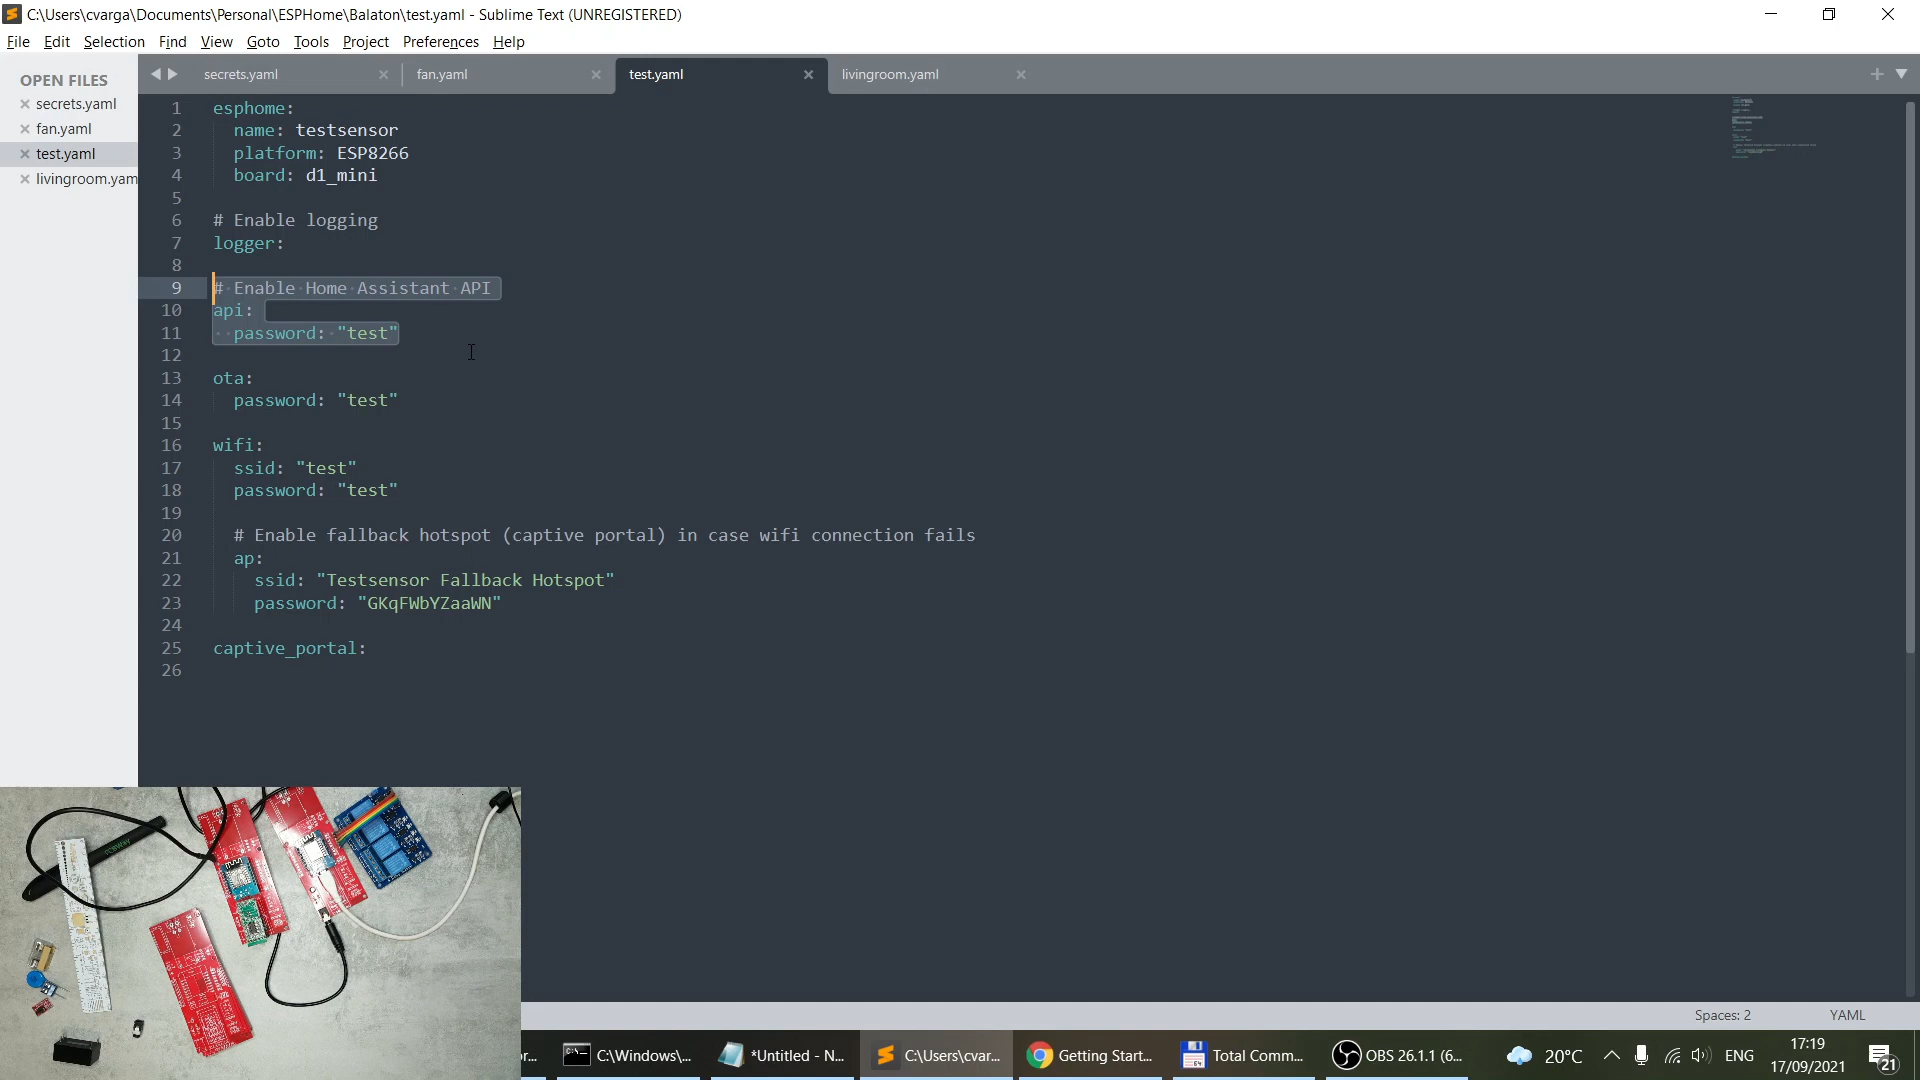 C:\Users\cvarga\Documents\Personal\ESPHome\Balaton\test.yaml - Sublime Text (UNREGISTERED)
File Edit Selection Find View Goto Tools Project Preferences Help
OPEN FILES
secrets.yaml
fan.yaml
test.yaml
livingroom.yam
secrets.yaml fan.yaml test.yaml livingroom.yaml
1 esphome:
2 name: testsensor
3 platform: ESP8266
4 board: d1_mini
5
6 # Enable logging
7 logger:
8
9 # Enable Home Assistant API
10 api:
11 password: "test"
12
13 ota:
14 password: "test"
15
16 wifi:
17 ssid: "test"
18 password: "test"
19
20 # Enable fallback hotspot (captive portal) in case wifi connection fails
21 ap:
22 ssid: "Testsensor Fallback Hotspot"
23 password: "GKqFWbYZaaWN"
24
25 captive_portal:
26
Spaces: 2 YAML
r... C:\Windows\... *Untitled - N... C:\Users\cvar... Getting Start... Total Comm... OBS 26.1.1 (6... 20°C ENG 17:19
17/09/2021 21